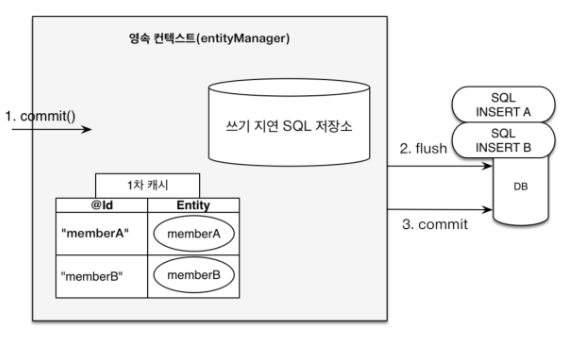 영속 컨텍스트(entityManager)
1. commit()
쓰기 지연 SQL 저장소
SQL
INSERT A
SQL
INSERT B
2. flush
DB
3. commit
1차 캐시
@Id
Entity
"memberA"
memberA
"memberB"
memberB